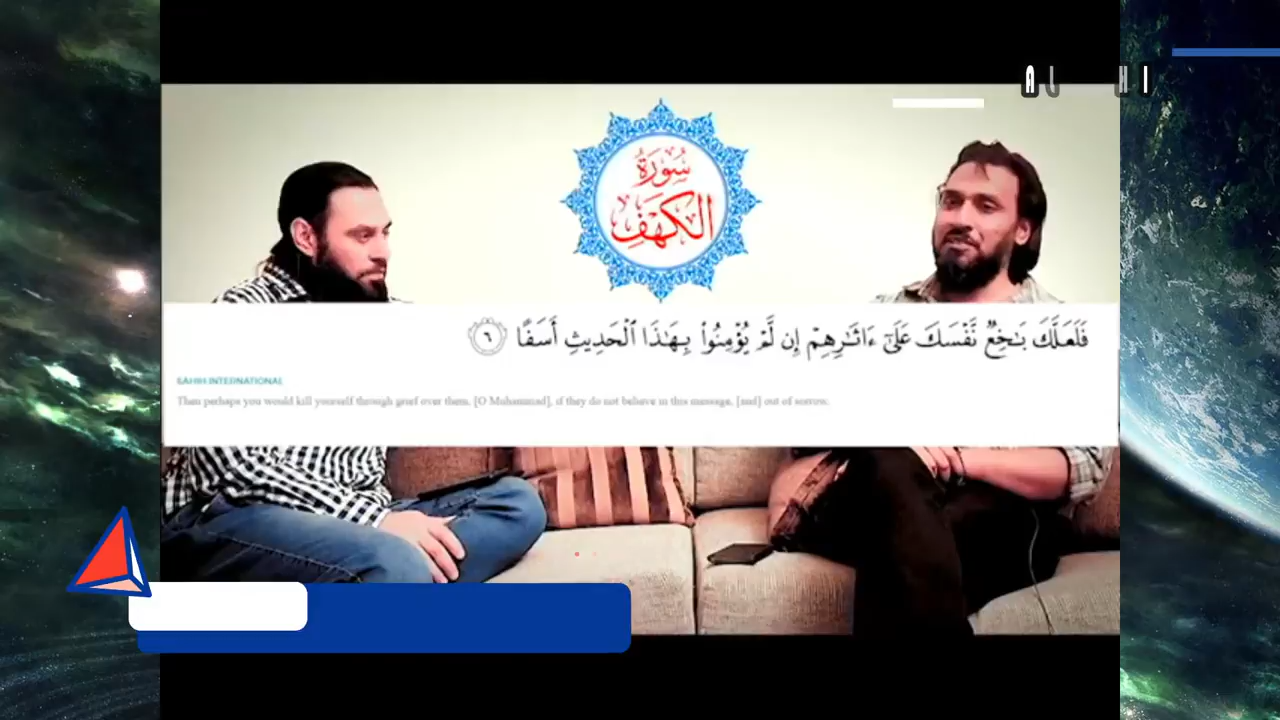 سُورَةُ
الكَهْفِ
فَلَعَلَّكَ بَـٰخِعٌ نَّفْسَكَ عَلَىٰٓ ءَاثَـٰرِهِمْ إِن لَّمْ يُؤْمِنُوا۟ بِهَـٰذَا ٱلْحَدِيثِ أَسَفًا ٦
SAHIH INTERNATIONAL
Then perhaps you would kill yourself through grief over them, [O Muhammad], if they do not believe in this message, [and] out of sorrow.